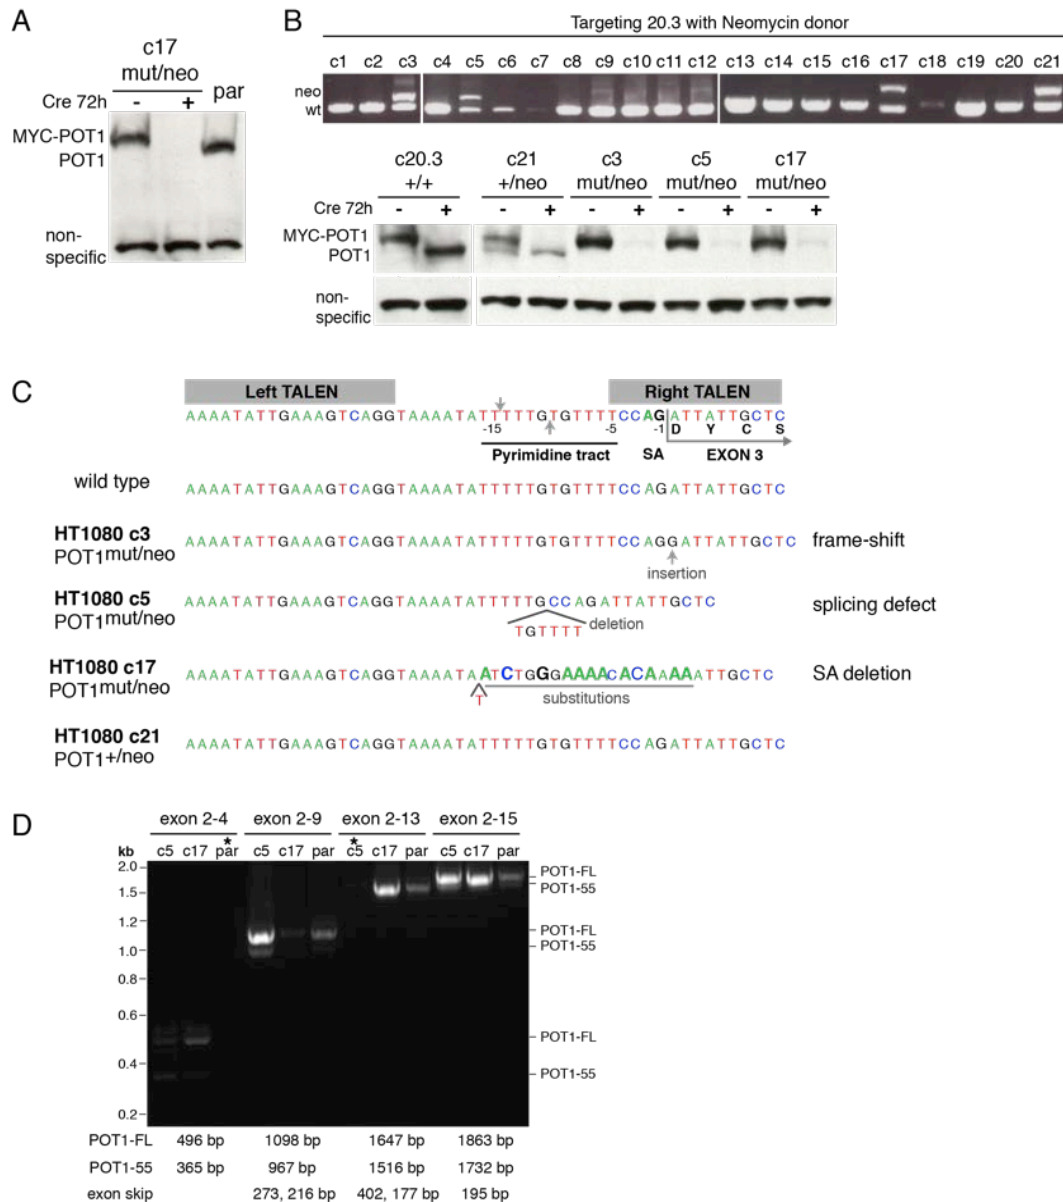 A
c17
mut/neo
Cre 72h - + par
MYC-POT1
POT1
non-
specific
B
Targeting 20.3 with Neomycin donor
c1 c2 c3 c4 c5 c6 c7 c8 c9 c10 c11 c12 c13 c14 c15 c16 c17 c18 c19 c20 c21
neo
wt
c20.3 c21 c3 c5 c17
+/+ +/neo mut/neo mut/neo mut/neo
Cre 72h - + - + - + - + - +
MYC-POT1
POT1
non-
specific
C
Left TALEN Right TALEN
AAAATATTGAAAGTCAGGTAAAATATTTTTGTGTTTTCCAGATTATTGCTC
-15 -5 -1 D Y C S
Pyrimidine tract SA EXON 3
wild type AAAATATTGAAAGTCAGGTAAAATATTTTTGTGTTTTCCAGATTATTGCTC
HT1080 c3
POT1mut/neo
AAAATATTGAAAGTCAGGTAAAATATTTTTGTGTTTTCCAGGATTATTGCTC frame-shift
insertion
HT1080 c5
POT1mut/neo
AAAATATTGAAAGTCAGGTAAAATATTTTTGCCAGATTATTGCTC splicing defect
deletion
TGTTTT
HT1080 c17
POT1mut/neo
AAAATATTGAAAGTCAGGTAAAATAATCTGGGAAAACACAAAAATTGCTC SA deletion
substitutions
T
HT1080 c21
POT1+/neo
AAAATATTGAAAGTCAGGTAAAATATTTTTGTGTTTTCCAGATTATTGCTC
D
exon 2-4 exon 2-9 exon 2-13 exon 2-15
* *
kb c5 c17 par c5 c17 par c5 c17 par c5 c17 par
2.0
1.5
1.2
1.0
0.8
0.6
0.4
0.2
POT1-FL
POT1-55
POT1-FL
POT1-55
POT1-FL
POT1-55
POT1-FL 496 bp 1098 bp 1647 bp 1863 bp
POT1-55 365 bp 967 bp 1516 bp 1732 bp
exon skip 273, 216 bp 402, 177 bp 195 bp